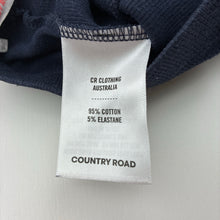 CR CLOTHING
AUSTRALIA
95% COTTON
5% ELASTANE
COUNTRY ROAD